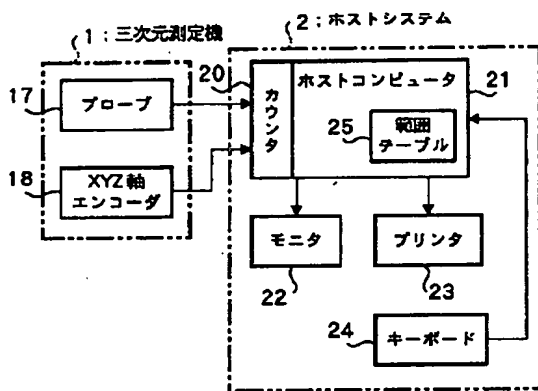 1：三次元測定機
2：ホストシステム
17
プローブ
18
XYZ軸
エンコーダ
20
カウンタ
ホストコンピュータ
21
25
範囲
テーブル
モニタ
22
プリンタ
23
24
キーボード